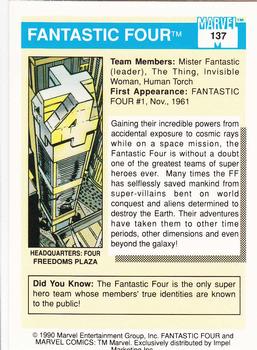 FANTASTIC FOUR™
MARVEL
137
Team Members: Mister Fantastic
(leader), The Thing, Invisible
Woman, Human Torch
First Appearance: FANTASTIC
FOUR #1, Nov., 1961
Gaining their incredible powers from
accidental exposure to cosmic rays
while on a space mission, the
Fantastic Four is without a doubt one
of the greatest teams of super-heroes
ever. Many times the FF
has selflessly saved mankind from
super-villains bent on world
conquest and aliens determined to
destroy the Earth. Their adventures
have taken them to other time
periods, other dimensions and even
beyond the galaxy!
4
HEADQUARTERS: FOUR
FREEDOMS PLAZA
Did You Know: The Fantastic Four is the only super
hero team whose members' true identities are known
to the public!
© 1990 Marvel Entertainment Group, Inc. FANTASTIC FOUR and
MARVEL COMICS: TM Marvel. Exclusively distributed by Impel
Marketing Inc.